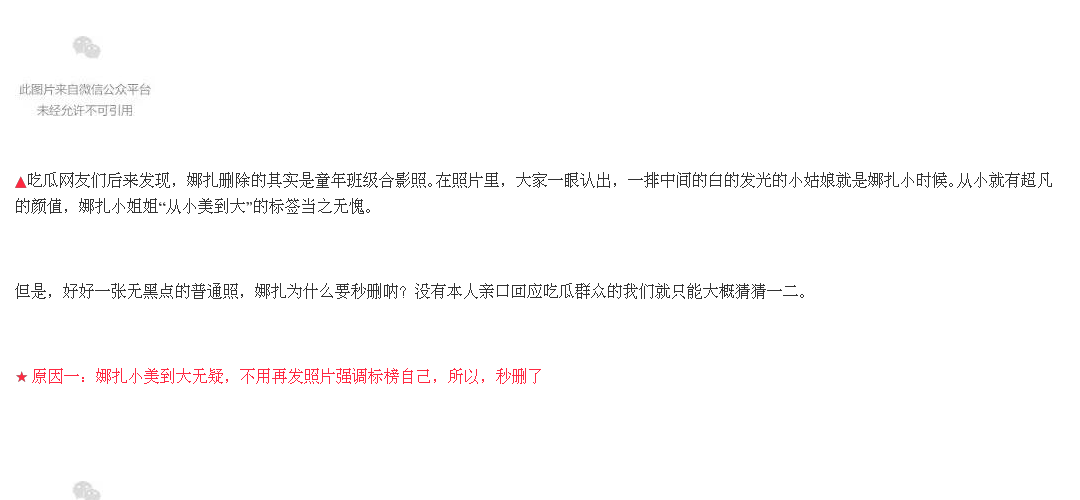 此图片来自微信公众平台
未经允许不可引用
▲吃瓜网友们后来发现，娜扎删除的其实是童年班级合影照。在照片里，大家一眼认出，一排中间的白的发光的小姑娘就是娜扎小时候。从小就有超凡
的颜值，娜扎小姐姐“从小美到大”的标签当之无愧。
但是，好好一张无黑点的普通照，娜扎为什么要秒删呐？没有本人亲口回应吃瓜群众的我们就只能大概猜猜一二。
★ 原因一：娜扎小美到大无疑，不用再发照片强调标榜自己，所以，秒删了